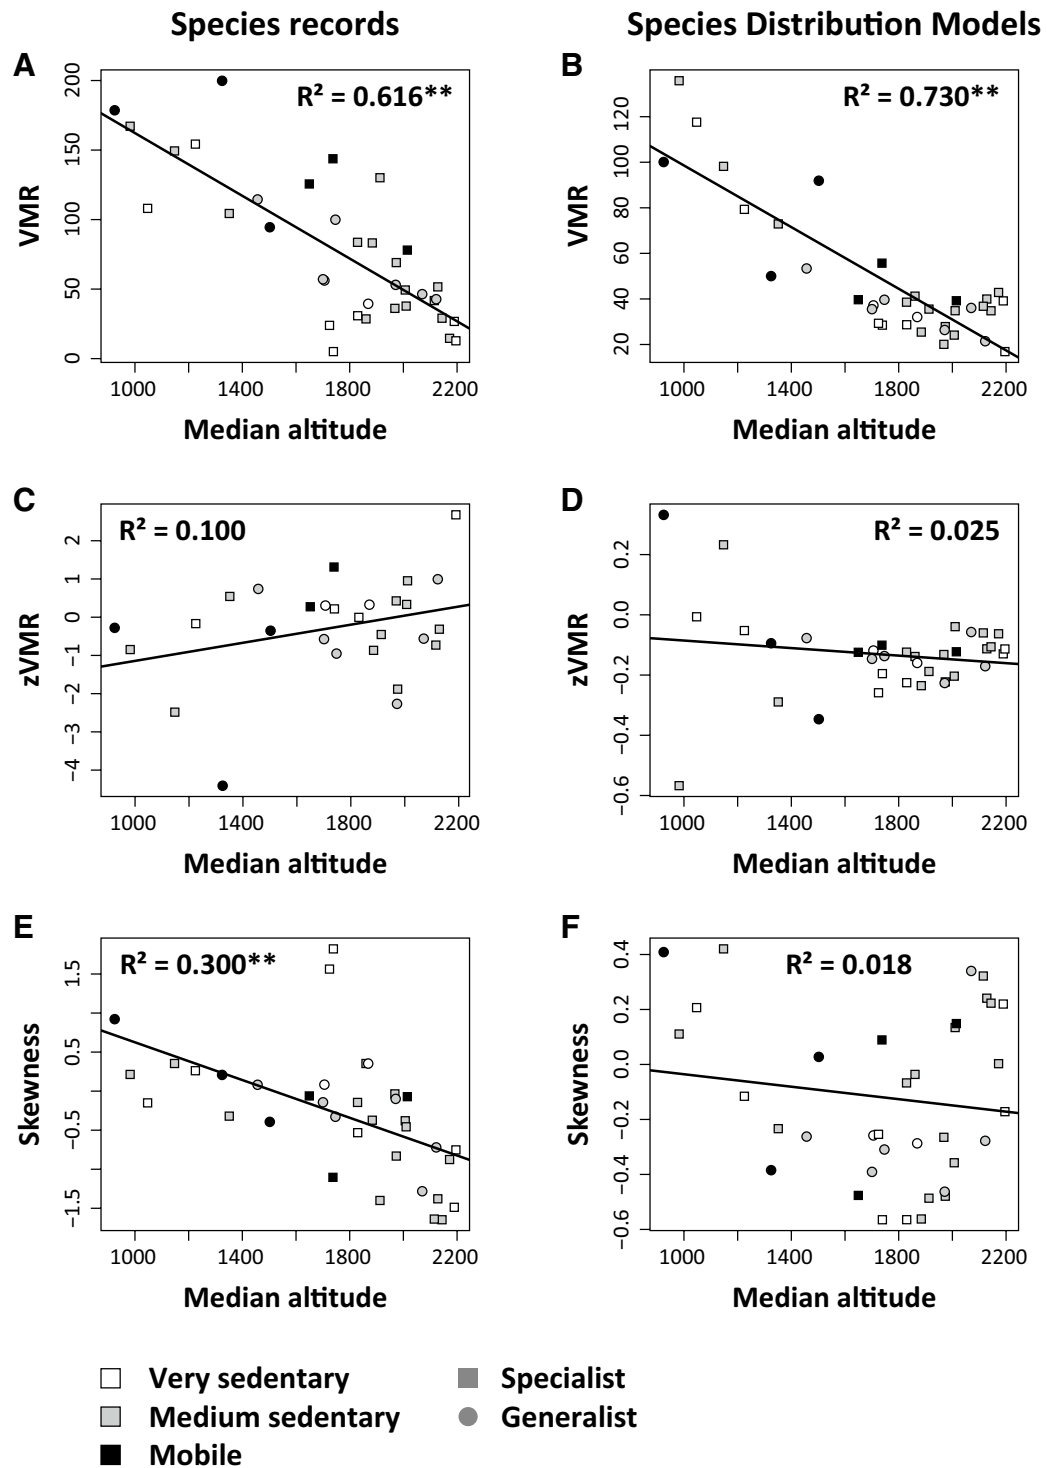 Species records
Species Distribution Models
A
R² = 0.616**
VMR
0
50
100
150
200
1000
1400
1800
2200
Median altitude
B
R² = 0.730**
VMR
20
40
60
80
100
120
1000
1400
1800
2200
Median altitude
C
R² = 0.100
zVMR
−4
−3
−2
−1
0
1
2
1000
1400
1800
2200
Median altitude
D
R² = 0.025
zVMR
−0.6
−0.4
−0.2
0.0
0.2
1000
1400
1800
2200
Median altitude
E
R² = 0.300**
Skewness
−1.5
−0.5
0.5
1.5
1000
1400
1800
2200
Median altitude
F
R² = 0.018
Skewness
−0.6
−0.4
−0.2
0.0
0.2
0.4
1000
1400
1800
2200
Median altitude
Very sedentary
Medium sedentary
Mobile
Specialist
Generalist